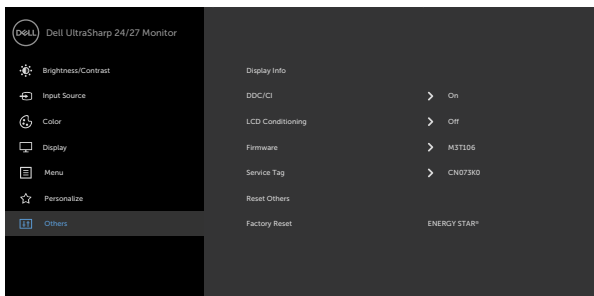 DELL Dell UltraSharp 24/27 Monitor
Brightness/Contrast Display Info
Input Source DDC/CI On
Color LCD Conditioning Off
Display Firmware M3T106
Menu Service Tag CN073K0
Personalize Reset Others
Others Factory Reset ENERGY STAR®